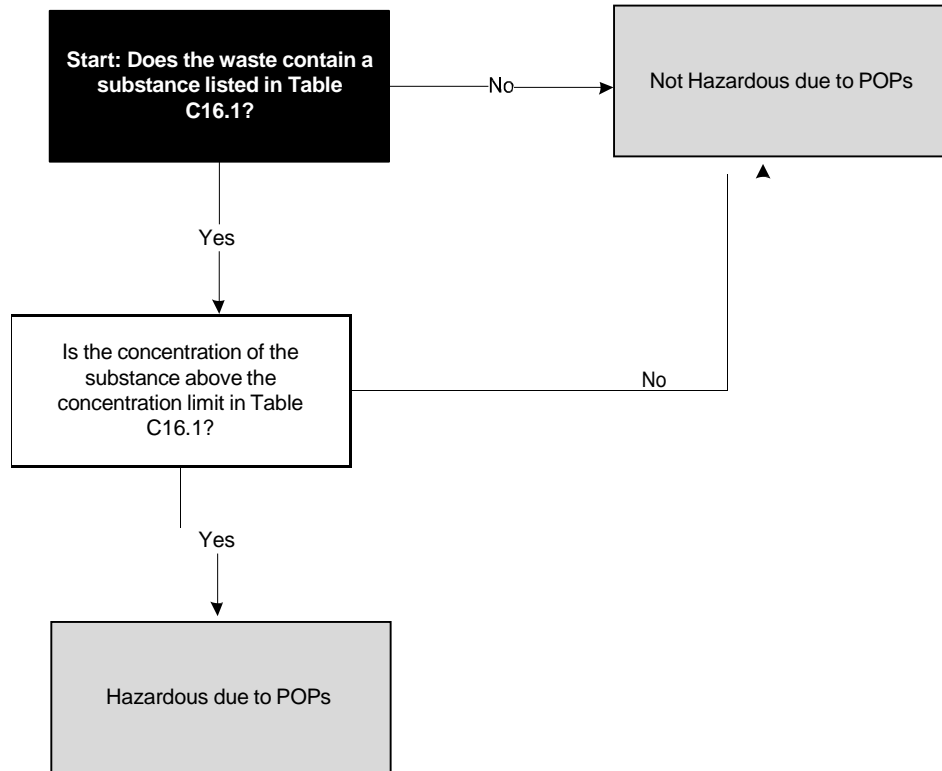 Start: Does the waste contain a
substance listed in Table
C16.1?
No
Not Hazardous due to POPs
Yes
Is the concentration of the
substance above the
concentration limit in Table
C16.1?
No
Yes
Hazardous due to POPs